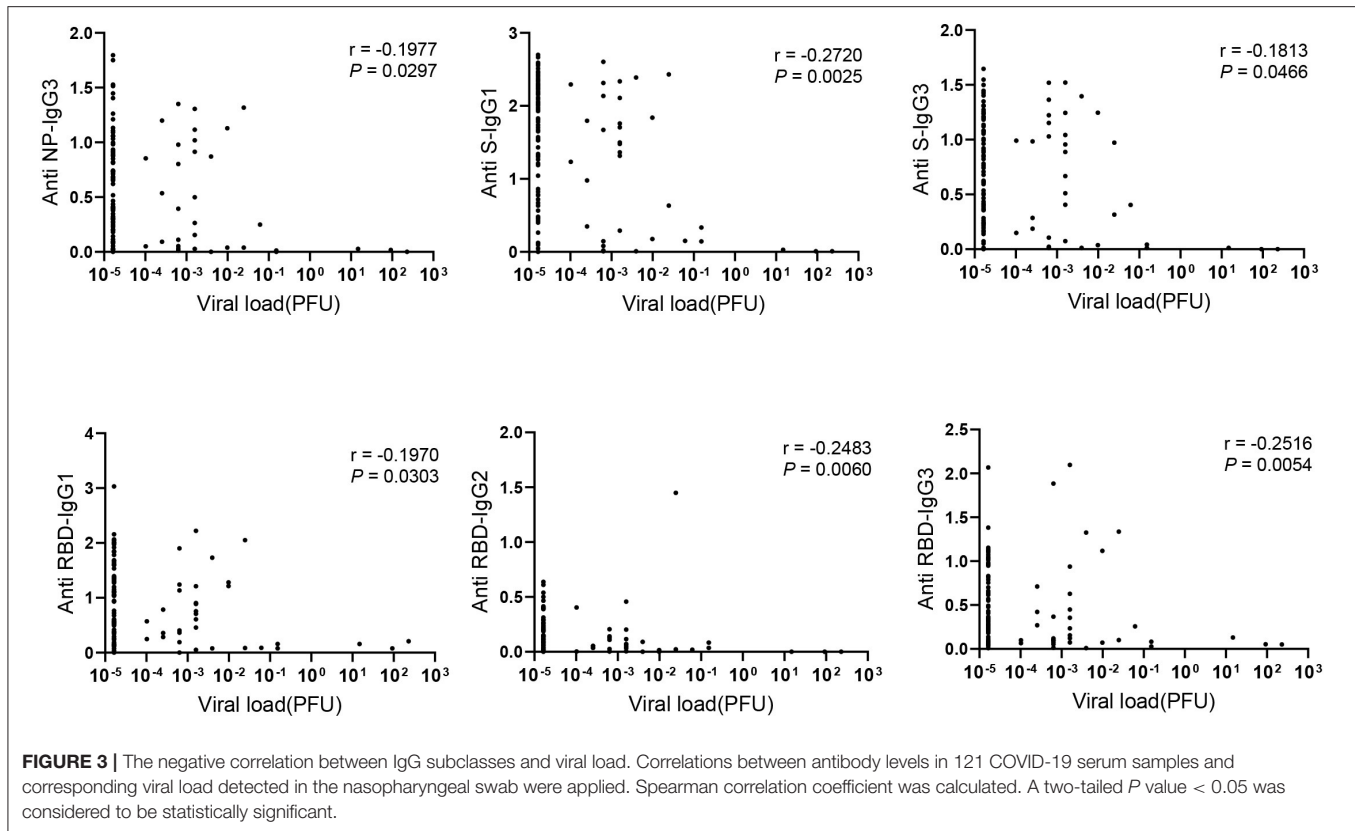 2.0
1.5
1.0
0.5
0.0
Anti NP-IgG3
r = -0.1977
P = 0.0297
10-5 10-4 10-3 10-2 10-1 100 101 102 103
Viral load(PFU)
3
2
1
0
Anti S-IgG1
r = -0.2720
P = 0.0025
10-5 10-4 10-3 10-2 10-1 100 101 102 103
Viral load(PFU)
2.0
1.5
1.0
0.5
0.0
Anti S-IgG3
r = -0.1813
P = 0.0466
10-5 10-4 10-3 10-2 10-1 100 101 102 103
Viral load(PFU)
4
3
2
1
0
Anti RBD-IgG1
r = -0.1970
P = 0.0303
10-5 10-4 10-3 10-2 10-1 100 101 102 103
Viral load(PFU)
2.0
1.5
1.0
0.5
0.0
Anti RBD-IgG2
r = -0.2483
P = 0.0060
10-5 10-4 10-3 10-2 10-1 100 101 102 103
Viral load(PFU)
2.5
2.0
1.5
1.0
0.5
0.0
Anti RBD-IgG3
r = -0.2516
P = 0.0054
10-5 10-4 10-3 10-2 10-1 100 101 102 103
Viral load(PFU)
FIGURE 3 | The negative correlation between IgG subclasses and viral load. Correlations between antibody levels in 121 COVID-19 serum samples and
corresponding viral load detected in the nasopharyngeal swab were applied. Spearman correlation coefficient was calculated. A two-tailed P value < 0.05 was
considered to be statistically significant.